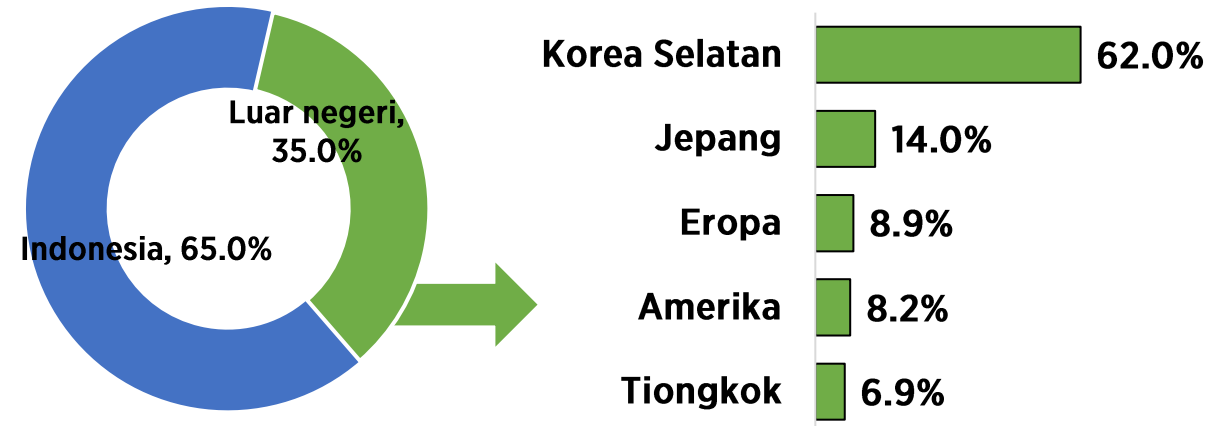 Luar negeri,
35.0%
Indonesia, 65.0%
Korea Selatan 62.0%
Jepang 14.0%
Eropa 8.9%
Amerika 8.2%
Tiongkok 6.9%